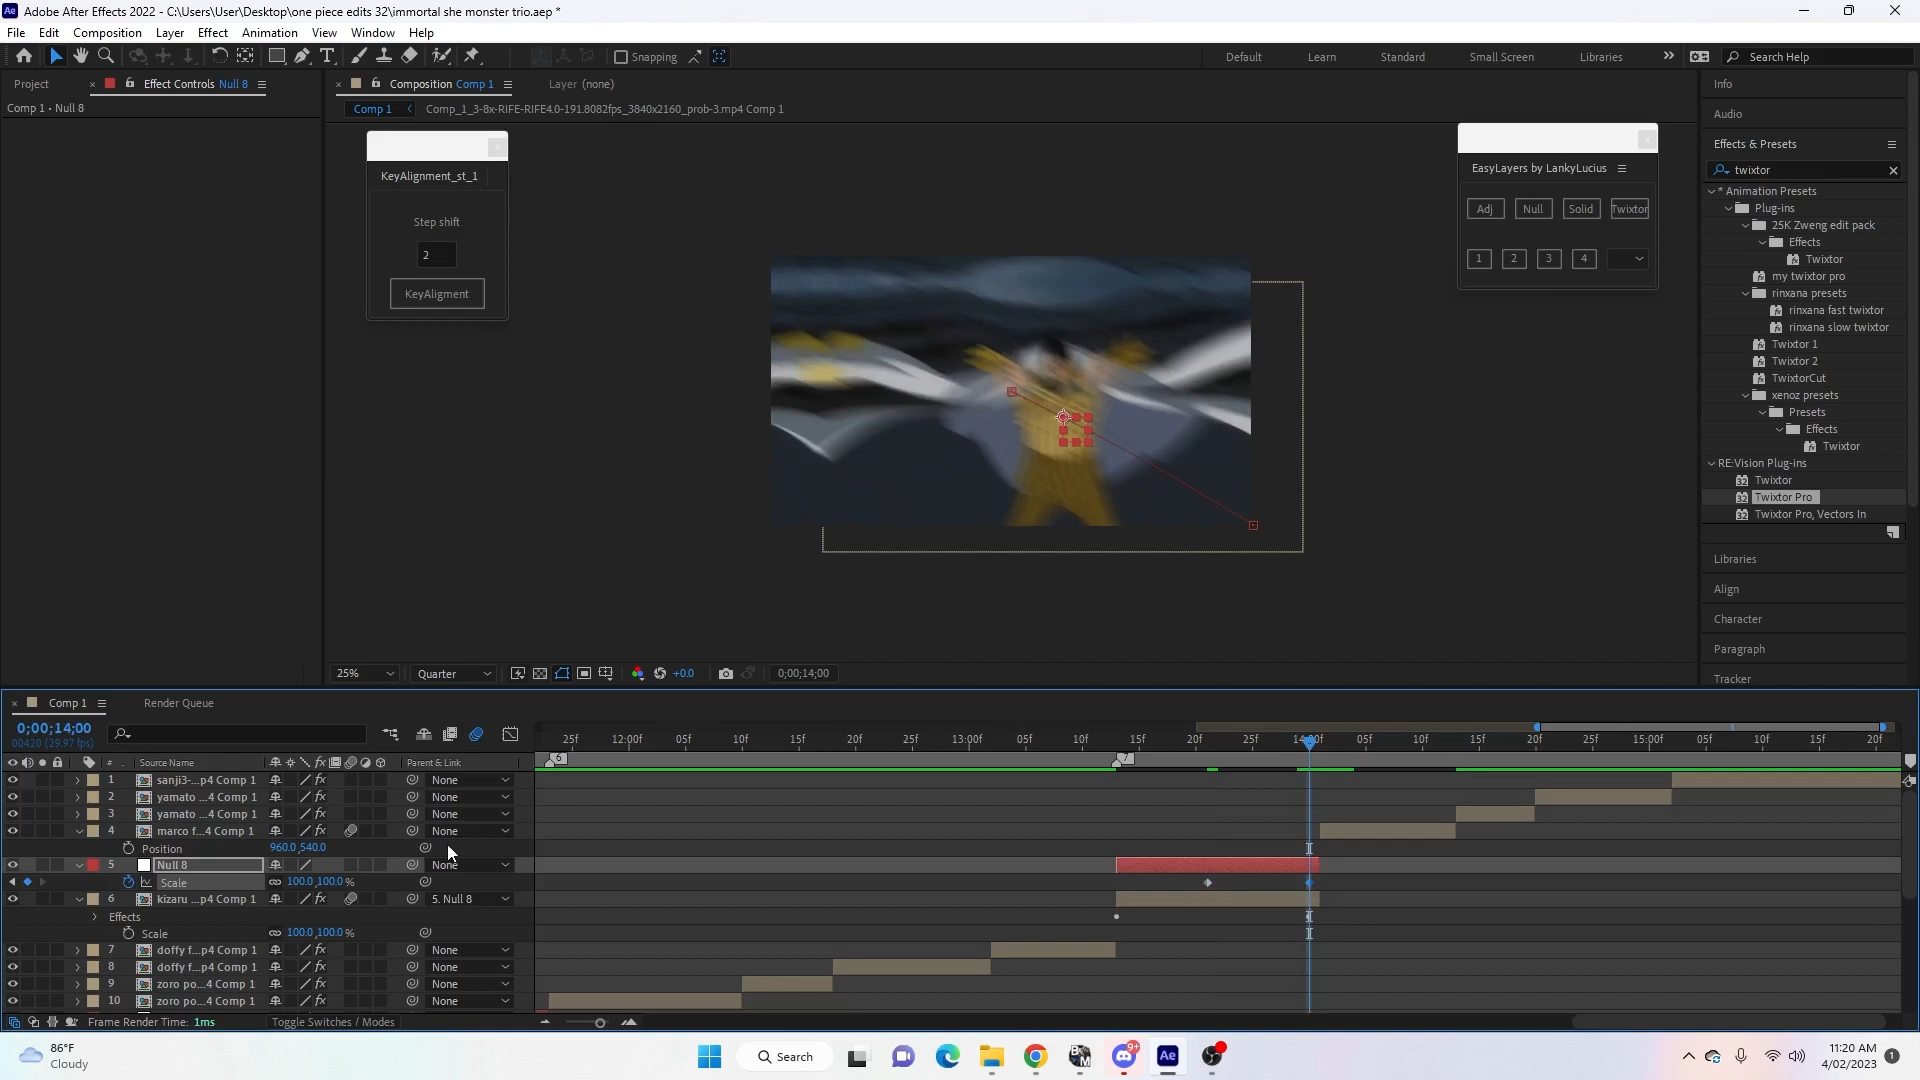 Adobe After Effects 2022 - C:\Users\User\Desktop\one piece edits 32\immortal she monster trio.aep *
File Edit Composition Layer Effect Animation View Window Help
Snapping
Default Learn Standard Small Screen Libraries Search Help
Project Effect Controls Null 8 Composition Comp 1 Layer (none) Info
Comp 1 • Null 8 Comp 1 Comp_1_3-8x-RIFE-RIFE4.0-191.8082fps_3840x2160_prob-3.mp4 Comp 1
Audio
Effects & Presets
KeyAlignment_st_1
Step shift
2
KeyAligment
EasyLayers by LankyLucius
Adj Null Solid Twixtor
1 2 3 4
twixtor
* Animation Presets
Plug-ins
25K Zweng edit pack
Effects
Twixtor
my twixtor pro
rinxana presets
rinxana fast twixtor
rinxana slow twixtor
Twixtor 1
Twixtor 2
TwixtorCut
xenoz presets
Presets
Effects
Twixtor
RE:Vision Plug-ins
Twixtor
Twixtor Pro
Twixtor Pro, Vectors In
Libraries
Align
Character
Paragraph
Tracker
25% Quarter +0.0 0;00;14;00
Comp 1 Render Queue
0;00;14;00
00420 (29.97 fps)
25f 12:00f 05f 10f 15f 20f 25f 13:00f 05f 10f 15f 20f 25f 14:00f 05f 10f 15f 20f 25f 15:00f 05f 10f 15f 20f
# Source Name fx Parent & Link 6 7
1 sanji3-...p4 Comp 1 fx None
2 yamato ...4 Comp 1 fx None
3 yamato ...4 Comp 1 fx None
4 marco f...4 Comp 1 fx None
Position 960.0,540.0
5 Null 8 None
Scale 100.0,100.0 %
6 kizaru ...p4 Comp 1 fx 5. Null 8
Effects
Scale 100.0,100.0 %
7 doffy f...p4 Comp 1 fx None
8 doffy f...p4 Comp 1 fx None
9 zoro po...4 Comp 1 fx None
10 zoro po...4 Comp 1 fx None
Frame Render Time: 1ms Toggle Switches / Modes
86°F
Cloudy
Search
9+
Ae
11:20 AM
4/02/2023
1